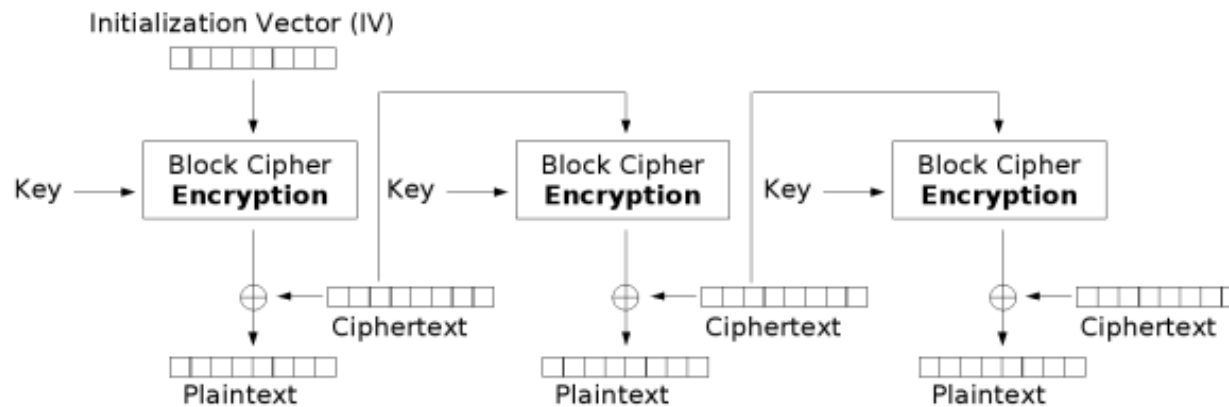 Initialization Vector (IV)
Block Cipher
Encryption
Block Cipher
Encryption
Block Cipher
Encryption
Key
Key
Key
Ciphertext
Ciphertext
Ciphertext
Plaintext
Plaintext
Plaintext